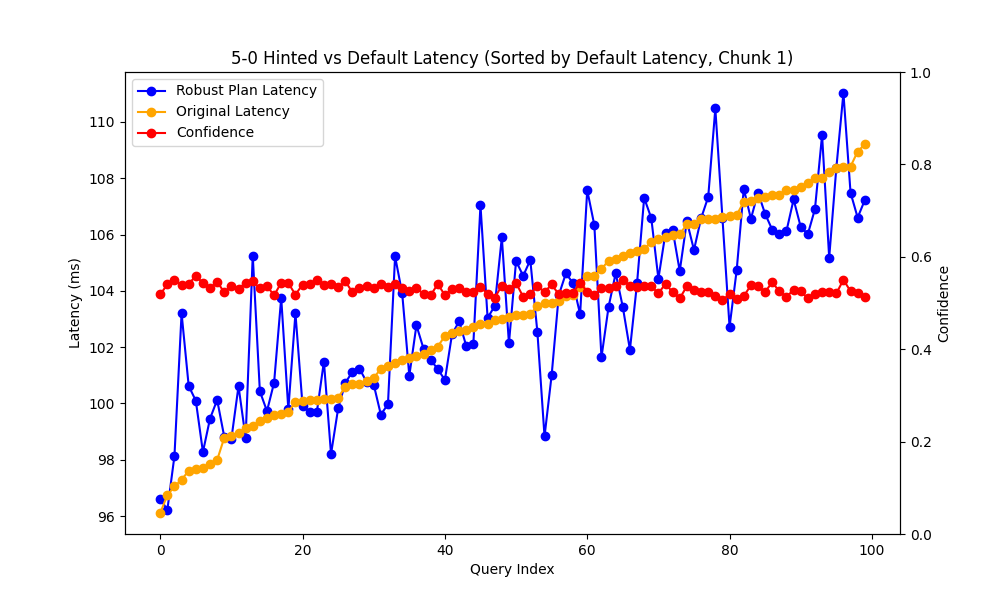 5-0 Hinted vs Default Latency (Sorted by Default Latency, Chunk 1)
Robust Plan Latency
Original Latency
Confidence
Latency (ms)
110
108
106
104
102
100
98
96
1.0
0.8
0.6
0.4
0.2
0.0
Confidence
0 20 40 60 80 100
Query Index